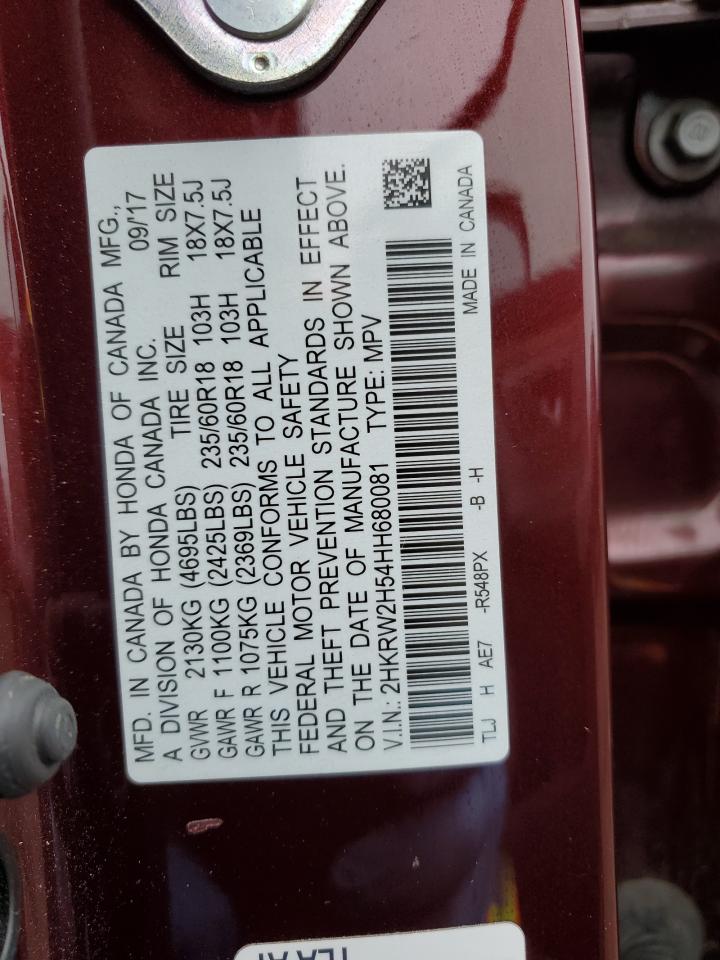 MFD. IN CANADA BY HONDA OF CANADA MFG.,
A DIVISION OF HONDA CANADA INC. 09/'17
GVWR 2130KG (4695LBS) TIRE SIZE RIM SIZE
GAWR F 1100KG (2425LBS) 235/60R18 103H 18X7.5J
GAWR R 1075KG (2369LBS) 235/60R18 103H 18X7.5J
THIS VEHICLE CONFORMS TO ALL APPLICABLE
FEDERAL MOTOR VEHICLE SAFETY
AND THEFT PREVENTION STANDARDS IN EFFECT
ON THE DATE OF MANUFACTURE SHOWN ABOVE.
V.I.N.: 2HKRW2H54HH680081 TYPE: MPV
TLJ H AE7 -R548PX -B -H MADE IN CANADA